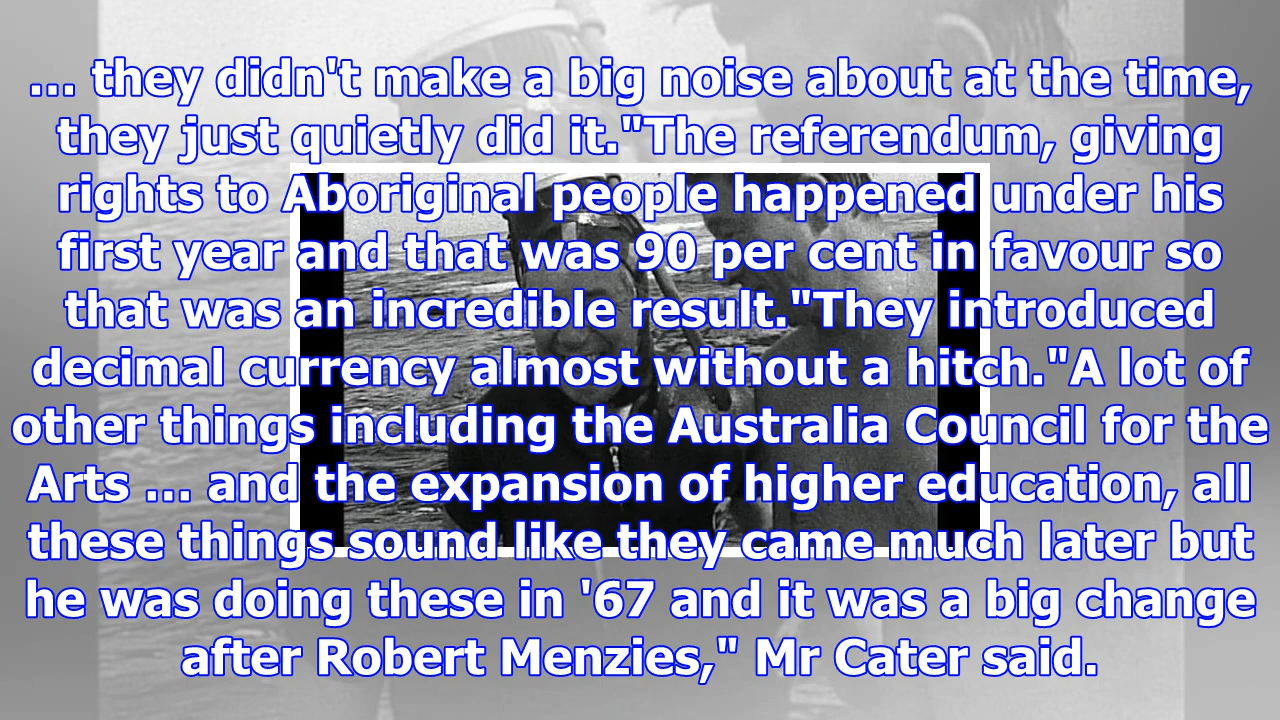 ... they didn't make a big noise about at the time,
they just quietly did it."The referendum, giving
rights to Aboriginal people happened under his
first year and that was 90 per cent in favour so
that was an incredible result."They introduced
decimal currency almost without a hitch."A lot of
other things including the Australia Council for the
Arts ... and the expansion of higher education, all
these things sound like they came much later but
he was doing these in '67 and it was a big change
after Robert Menzies," Mr Cater said.